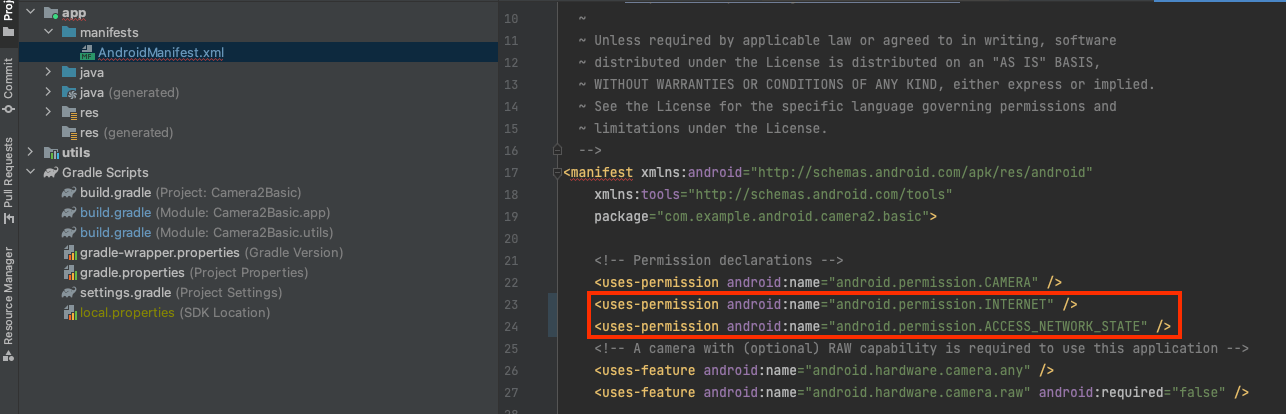 Project
Commit
Pull Requests
Resource Manager
app
manifests
AndroidManifest.xml
java
java (generated)
res
res (generated)
utils
Gradle Scripts
build.gradle (Project: Camera2Basic)
build.gradle (Module: Camera2Basic.app)
build.gradle (Module: Camera2Basic.utils)
gradle-wrapper.properties (Gradle Version)
gradle.properties (Project Properties)
settings.gradle (Project Settings)
local.properties (SDK Location)
10 ~
11 ~ Unless required by applicable law or agreed to in writing, software
12 ~ distributed under the License is distributed on an "AS IS" BASIS,
13 ~ WITHOUT WARRANTIES OR CONDITIONS OF ANY KIND, either express or implied.
14 ~ See the License for the specific language governing permissions and
15 ~ limitations under the License.
16 -->
17 <manifest xmlns:android="http://schemas.android.com/apk/res/android"
18 xmlns:tools="http://schemas.android.com/tools"
19 package="com.example.android.camera2.basic">
20
21 <!-- Permission declarations -->
22 <uses-permission android:name="android.permission.CAMERA" />
23 <uses-permission android:name="android.permission.INTERNET" />
24 <uses-permission android:name="android.permission.ACCESS_NETWORK_STATE" />
25 <!-- A camera with (optional) RAW capability is required to use this application -->
26 <uses-feature android:name="android.hardware.camera.any" />
27 <uses-feature android:name="android.hardware.camera.raw" android:required="false" />